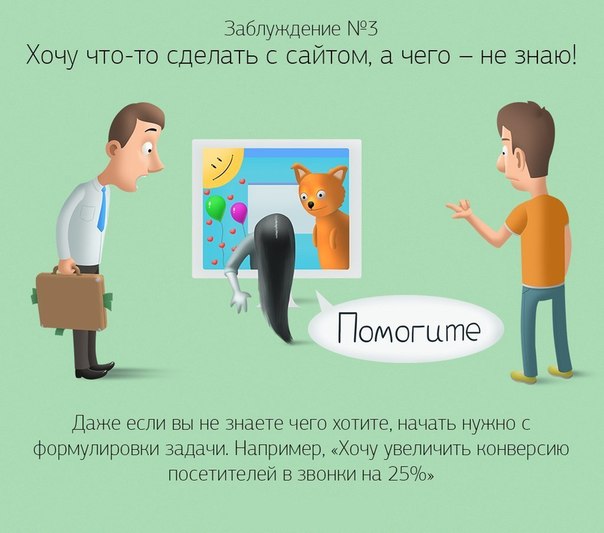 Заблуждение №3
Хочу что-то сделать с сайтом, а чего – не знаю!
Помогите
Даже если вы не знаете чего хотите, начать нужно с
формулировки задачи. Например, «Хочу увеличить конверсию
посетителей в звонки на 25%»